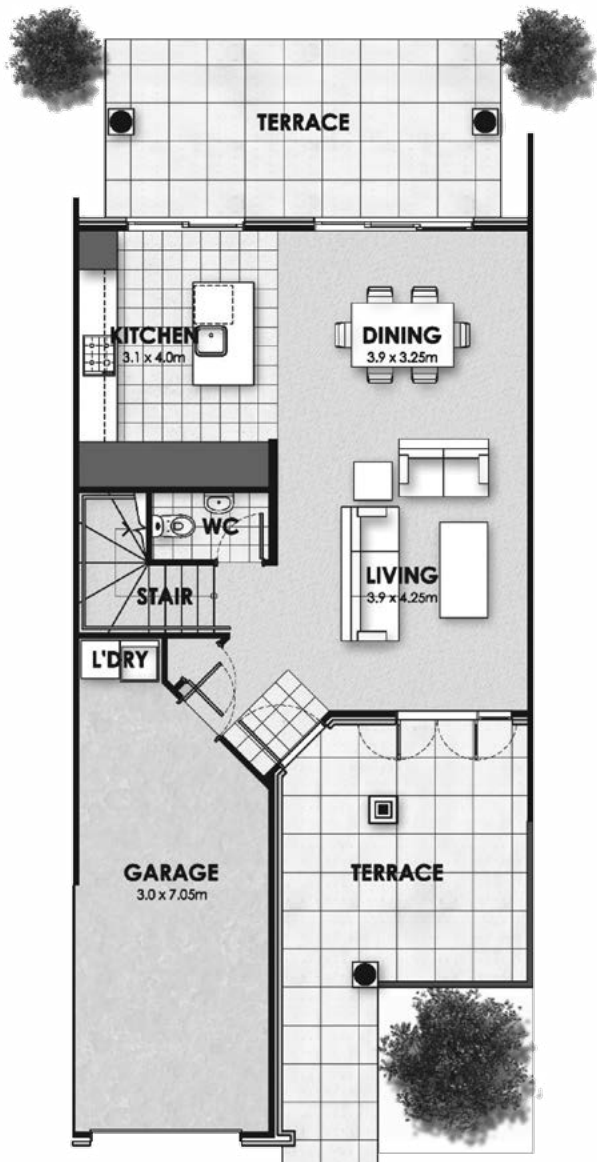 TERRACE
KITCHEN
3.1 x 4.0m
DINING
3.9 x 3.25m
WC
LIVING
3.9 x 4.25m
STAIR
L'DRY
GARAGE
3.0 x 7.05m
TERRACE